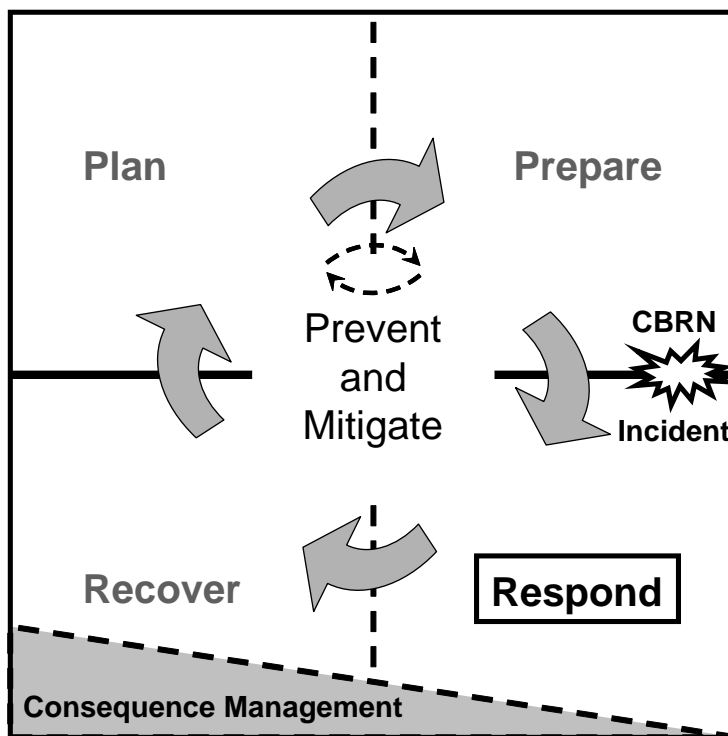 Plan
Prepare
Prevent
and
Mitigate
CBRN
Incident
Recover
Respond
Consequence Management